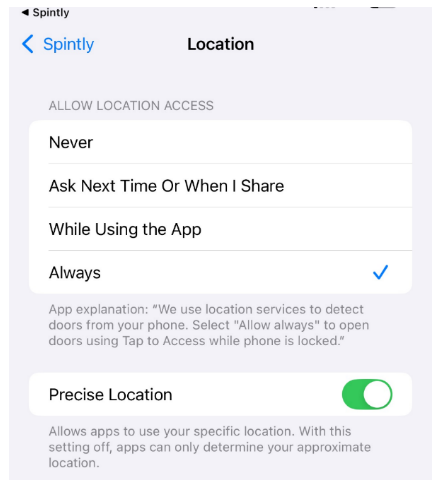 Spintly
Spintly Location
ALLOW LOCATION ACCESS
Never
Ask Next Time Or When I Share
While Using the App
Always
App explanation: “We use location services to detect
doors from your phone. Select "Allow always" to open
doors using Tap to Access while phone is locked.”
Precise Location
Allows apps to use your specific location. With this
setting off, apps can only determine your approximate
location.